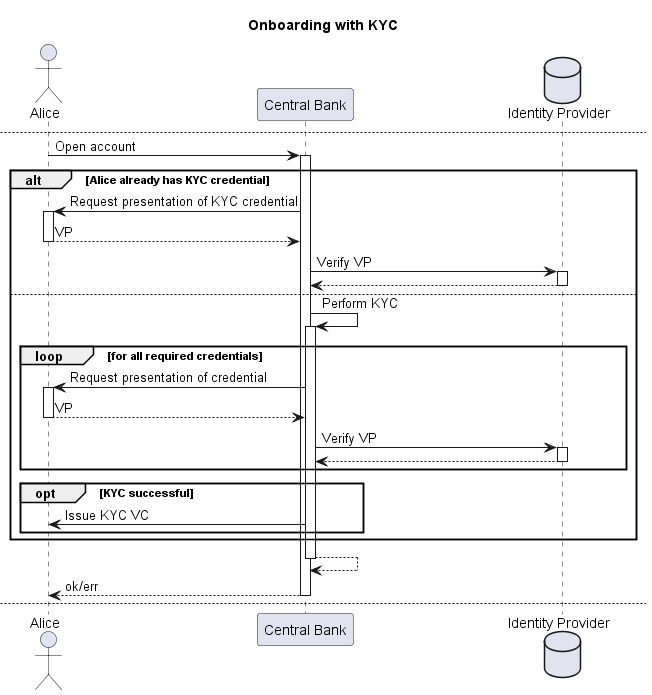 Onboarding with KYC
Alice
Central Bank
Identity Provider
Open account
alt [Alice already has KYC credential]
Request presentation of KYC credential
VP
Verify VP
Perform KYC
loop [for all required credentials]
Request presentation of credential
VP
Verify VP
opt [KYC successful]
Issue KYC VC
ok/err
Alice
Central Bank
Identity Provider